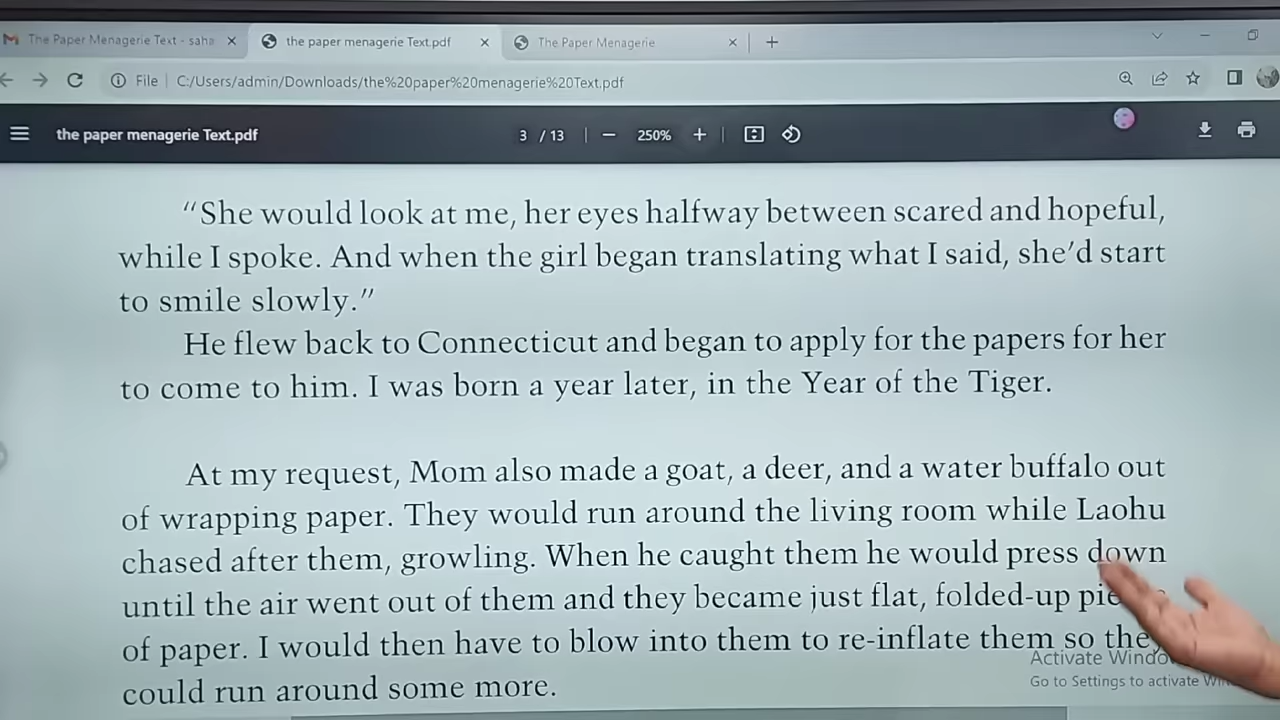 The Paper Menagerie Text - saha
the paper menagerie Text.pdf
The Paper Menagerie
File
C:/Users/admin/Downloads/the%20paper%20menagerie%20Text.pdf
the paper menagerie Text.pdf
3 / 13
250%
“She would look at me, her eyes halfway between scared and hopeful,
while I spoke. And when the girl began translating what I said, she’d start
to smile slowly.”
He flew back to Connecticut and began to apply for the papers for her
to come to him. I was born a year later, in the Year of the Tiger.
At my request, Mom also made a goat, a deer, and a water buffalo out
of wrapping paper. They would run around the living room while Laohu
chased after them, growling. When he caught them he would press down
until the air went out of them and they became just flat, folded-up
of paper. I would then have to blow into them to re-inflate them so they
could run around some more.
Activate
Go to Settings to activate